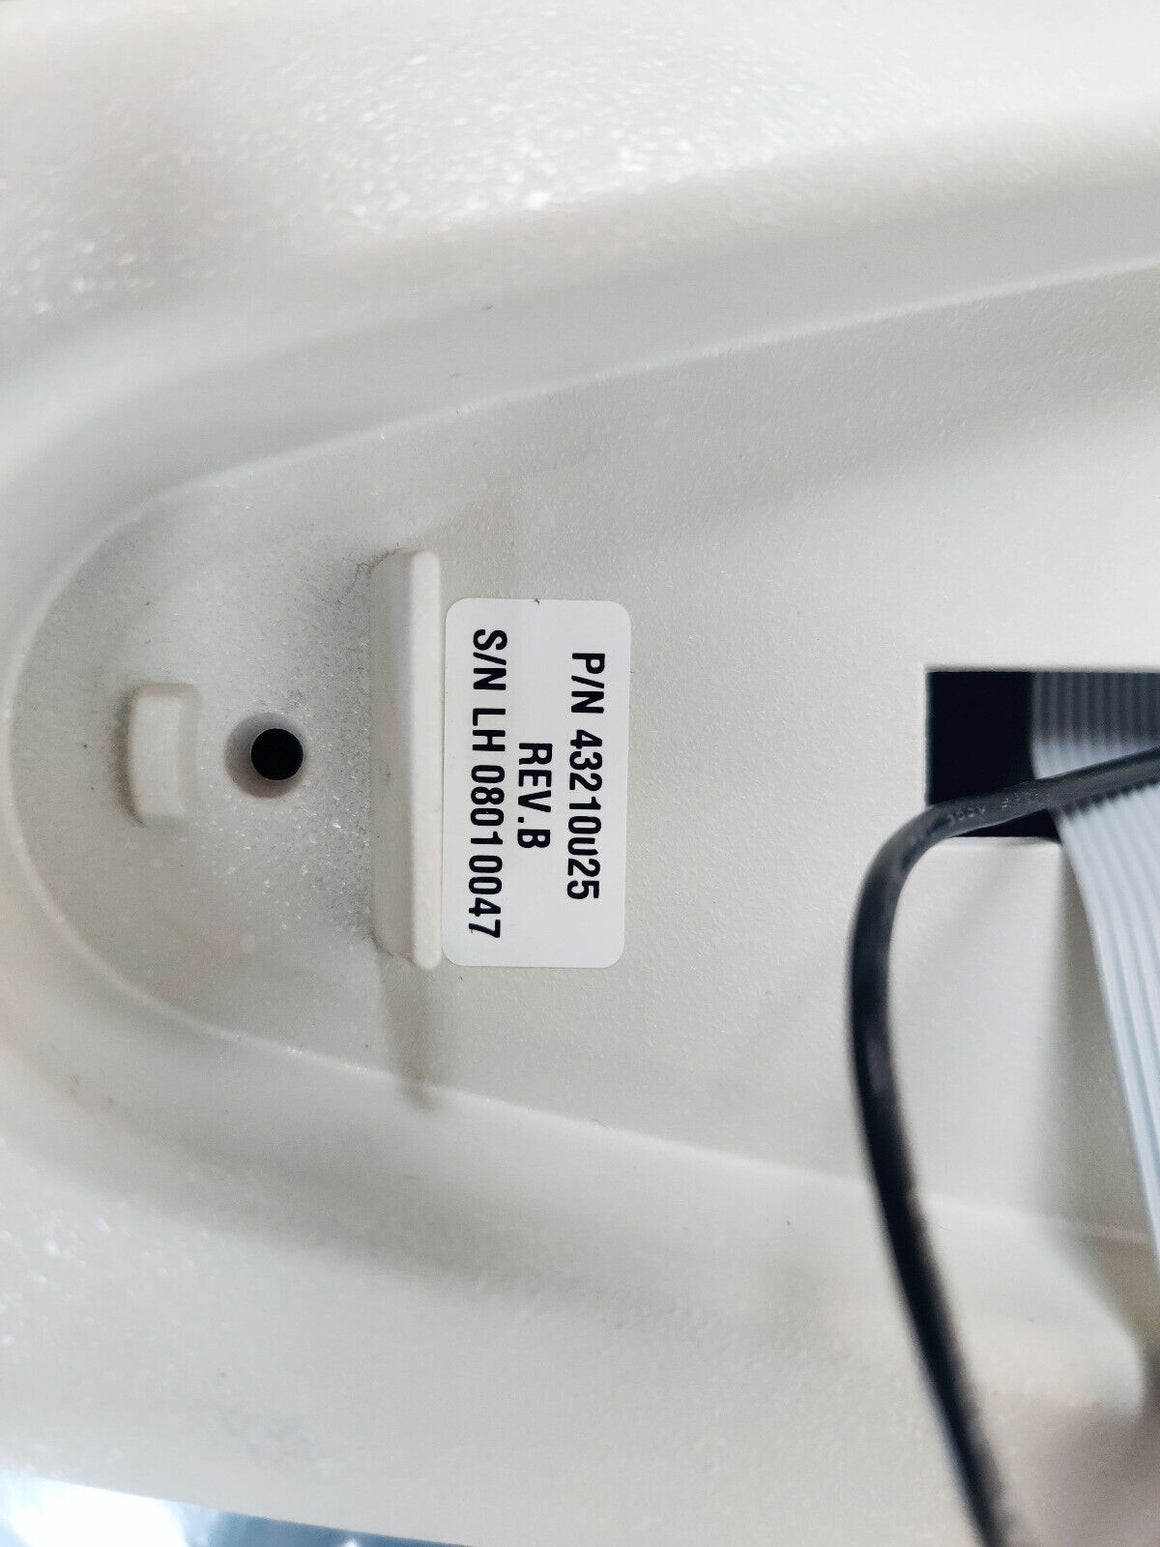 P/N 43210u25
REV.B
S/N LH 08010047